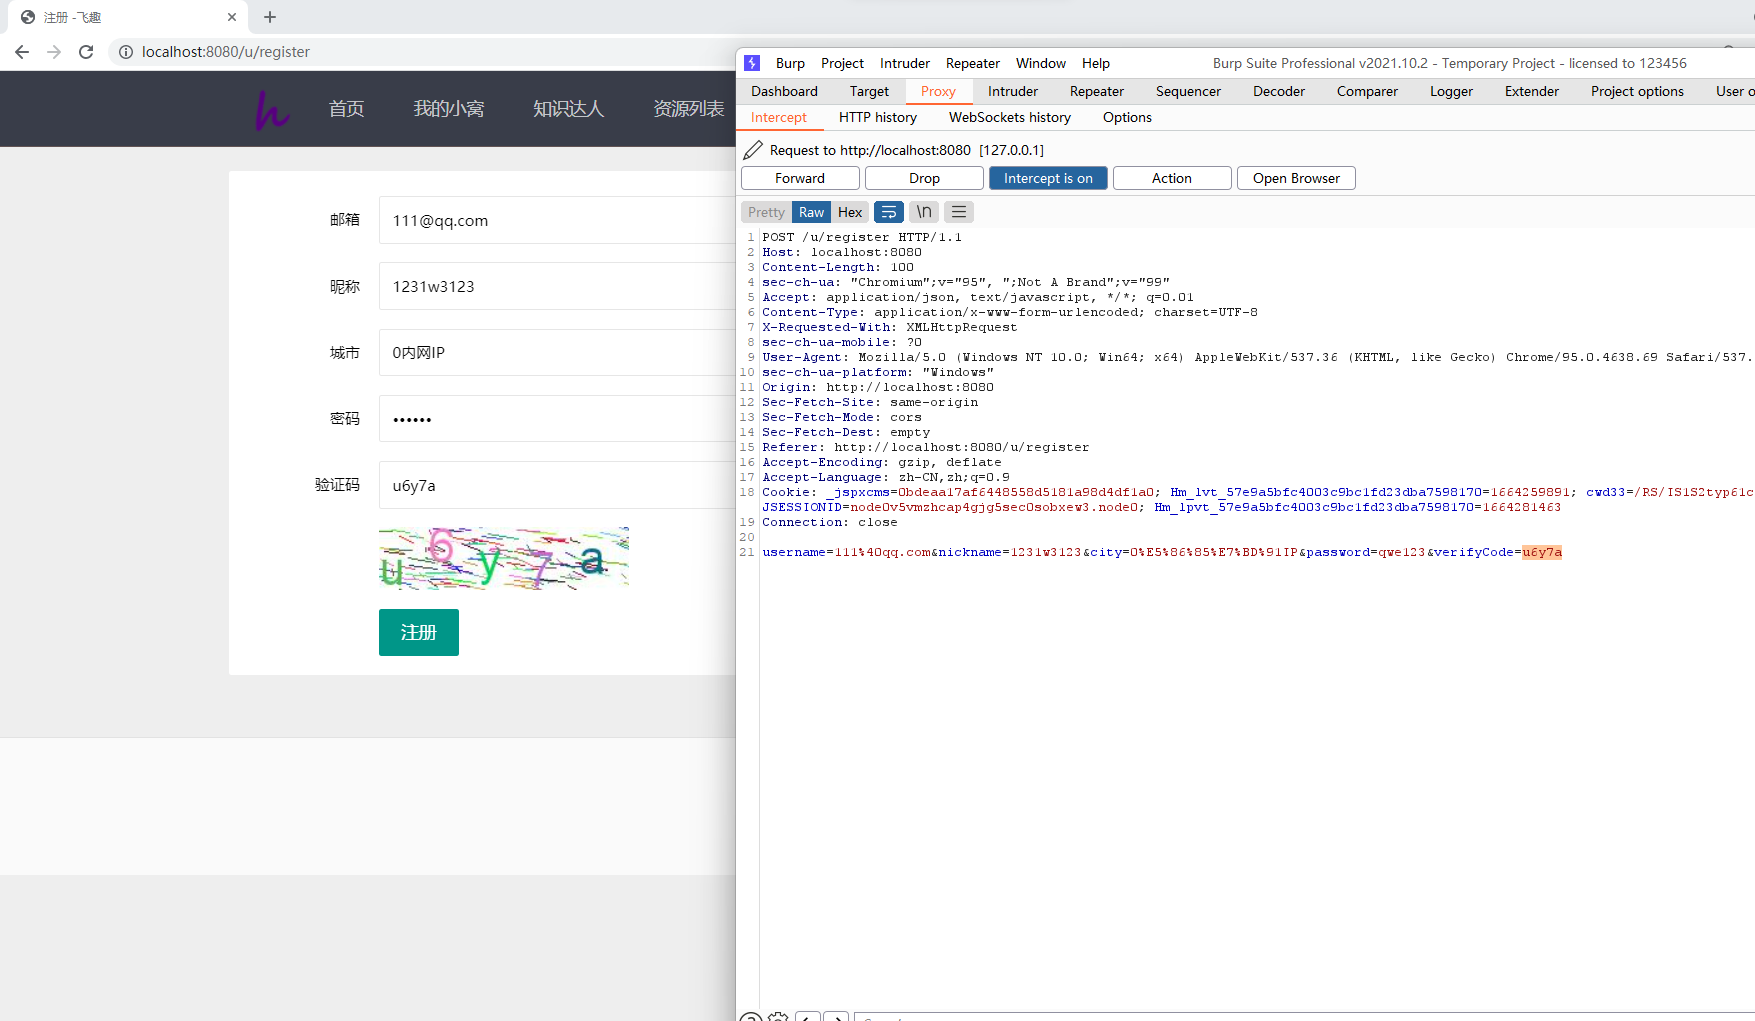 注册 -飞趣
localhost:8080/u/register
h 首页 我的小窝 知识达人 资源列表
邮箱 111@qq.com
昵称 1231w3123
城市 0内网IP
密码 ••••••
验证码 u6y7a
u6y7a
注册
Burp Project Intruder Repeater Window Help Burp Suite Professional v2021.10.2 - Temporary Project - licensed to 123456
Dashboard Target Proxy Intruder Repeater Sequencer Decoder Comparer Logger Extender Project options User o
Intercept HTTP history WebSockets history Options
Request to http://localhost:8080 [127.0.0.1]
Forward Drop Intercept is on Action Open Browser
Pretty Raw Hex \n
1 POST /u/register HTTP/1.1
2 Host: localhost:8080
3 Content-Length: 100
4 sec-ch-ua: "Chromium";v="95", ";Not A Brand";v="99"
5 Accept: application/json, text/javascript, */*; q=0.01
6 Content-Type: application/x-www-form-urlencoded; charset=UTF-8
7 X-Requested-With: XMLHttpRequest
8 sec-ch-ua-mobile: ?0
9 User-Agent: Mozilla/5.0 (Windows NT 10.0; Win64; x64) AppleWebKit/537.36 (KHTML, like Gecko) Chrome/95.0.4638.69 Safari/537.
10 sec-ch-ua-platform: "Windows"
11 Origin: http://localhost:8080
12 Sec-Fetch-Site: same-origin
13 Sec-Fetch-Mode: cors
14 Sec-Fetch-Dest: empty
15 Referer: http://localhost:8080/u/register
16 Accept-Encoding: gzip, deflate
17 Accept-Language: zh-CN,zh;q=0.9
18 Cookie: _jspxcms=0bdeaa17af6448558d5181a98d4df1a0; Hm_lvt_57e9a5bfc4003c9bc1fd23dba7598170=1664259891; cwd33=/RS/IS1S2typ61c
JSESSIONID=node0v5vmzhcap4gjg5sec0sobxew3.node0; Hm_lpvt_57e9a5bfc4003c9bc1fd23dba7598170=1664281463
19 Connection: close
20
21 username=111%40qq.com&nickname=1231w3123&city=0%E5%86%85%E7%BD%91IP&password=qwe123&verifyCode=u6y7a